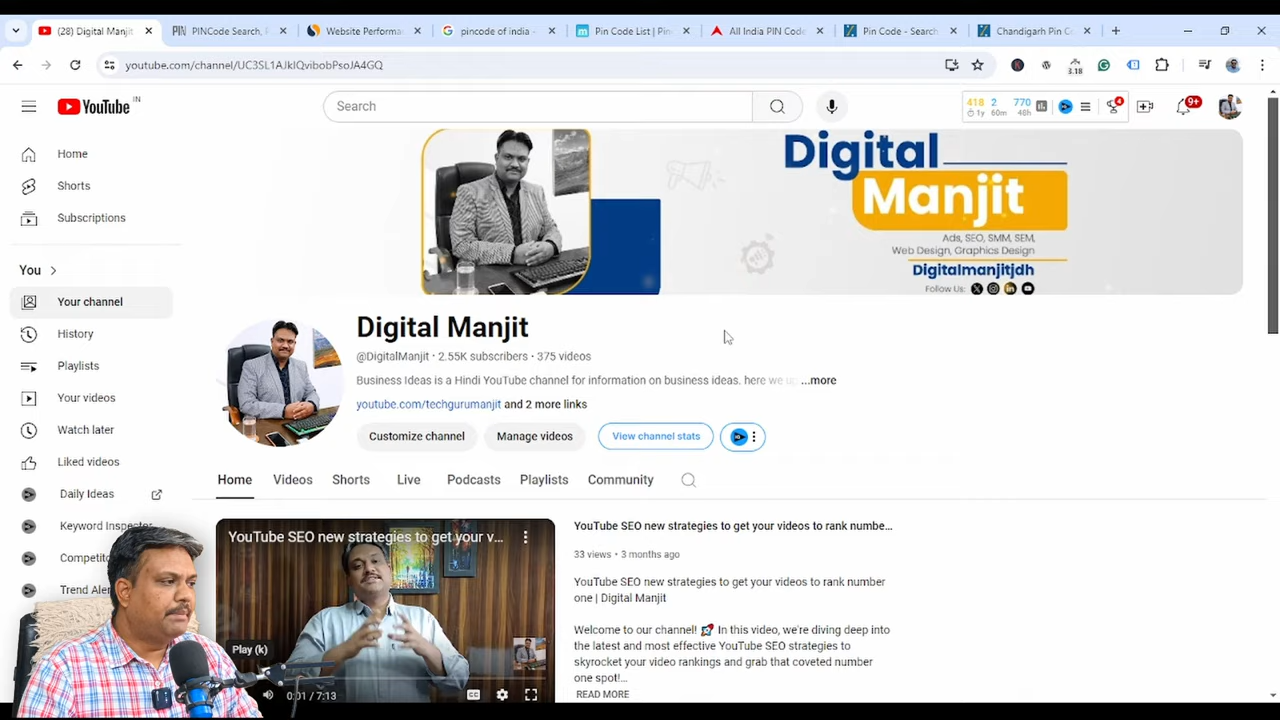 (28) Digital Manjit
PINCode Search, P
Website Performa
pincode of india -
Pin Code List | Pin
All India PIN Code
Pin Code - Search
Chandigarh Pin Co
youtube.com/channel/UC3SL1AJkIQvibobPsoJA4GQ
3.18
YouTube IN
Search
418 2 770
1y 60m 48h
4
9+
Home
Shorts
Subscriptions
You
Your channel
History
Playlists
Your videos
Watch later
Liked videos
Daily Ideas
Keyword Inspector
Competito
Trend Aler
Digital
Manjit
Ads, SEO, SMM, SEM,
Web Design, Graphics Design
Digitalmanjitjdh
Follow Us:
Digital Manjit
@DigitalManjit · 2.55K subscribers · 375 videos
Business Ideas is a Hindi YouTube channel for information on business ideas. here we up ...more
youtube.com/techgurumanjit and 2 more links
Customize channel
Manage videos
View channel stats
Home
Videos
Shorts
Live
Podcasts
Playlists
Community
YouTube SEO new strategies to get your v...
Play (k)
0:01 / 7:13
YouTube SEO new strategies to get your videos to rank numbe...
33 views · 3 months ago
YouTube SEO new strategies to get your videos to rank number
one | Digital Manjit
Welcome to our channel! 🚀 In this video, we're diving deep into
the latest and most effective YouTube SEO strategies to
skyrocket your video rankings and grab that coveted number
one spot!...
READ MORE